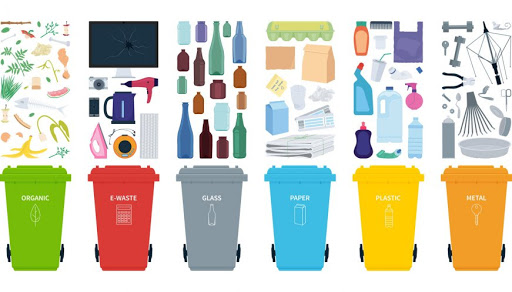 ORGANIC
E-WASTE
GLASS
PAPER
PLASTIC
METAL